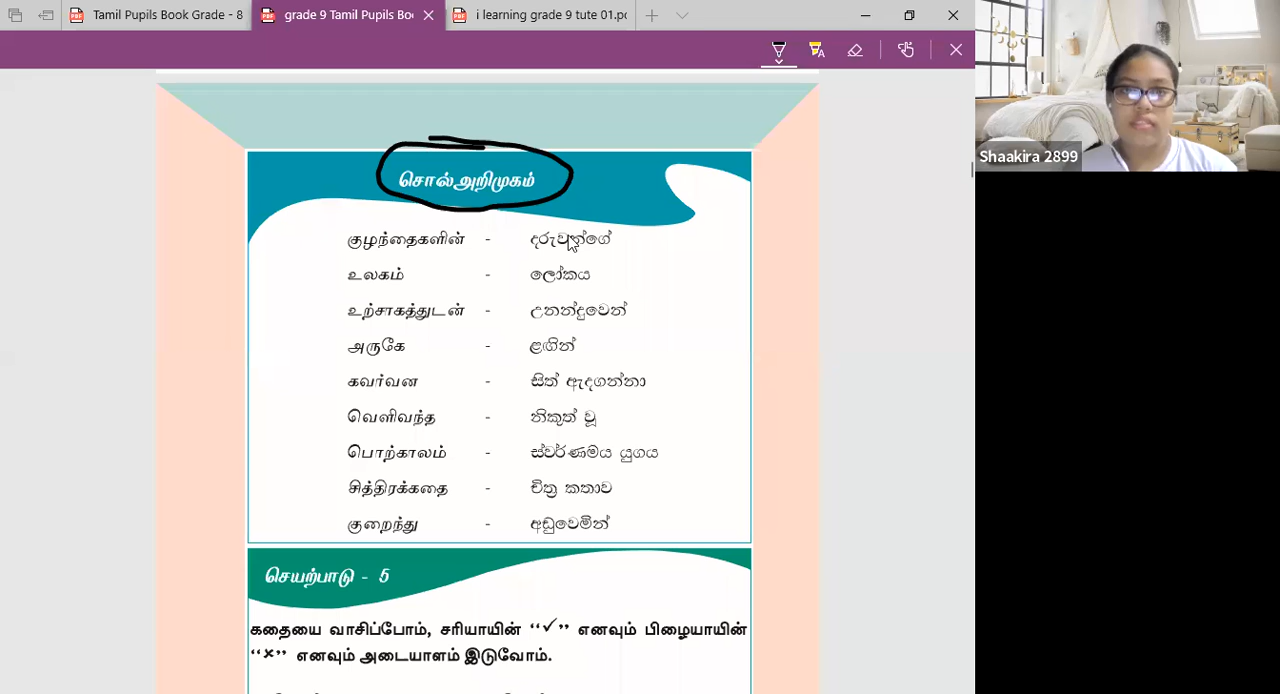 Tamil Pupils Book Grade - 8
grade 9 Tamil Pupils Bo
i learning grade 9 tute 01.pd
Shaakira 2899
சொல்அறிமுகம்
குழந்தைகளின் - දරුවන්ගේ
உலகம் - ලෝකය
உற்சாகத்துடன் - උනන්දුවෙන්
அருகே - ළඟින්
கவர்வன - සිත් ඇදගන්නා
வெளிவந்த - නිකුත් වූ
பொற்காலம் - ස්වර්ණමය යුගය
சித்திரக்கதை - චිත්‍ර කතාව
குறைந்து - අඩුවෙමින්
செயற்பாடு - 5
கதையை வாசிப்போம், சரியாயின் “✓” எனவும் பிழையாயின்
“×” எனவும் அடையாளம் இடுவோம்.